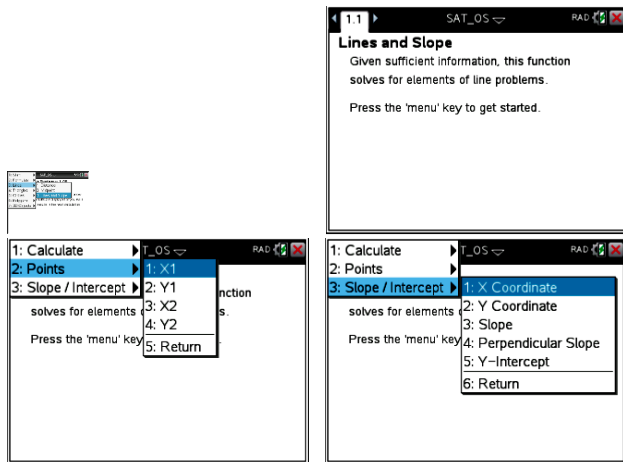 1.1 SAT_OS RAD
Lines and Slope
Given sufficient information, this function
solves for elements of line problems.
Press the 'menu' key to get started.
1: Calculate
2: Points
3: Slope / Intercept
T_OS RAD
1: X1
2: Y1
3: X2
4: Y2
5: Return
nction
solves for elements
s.
Press the 'menu' key
1: Calculate
2: Points
3: Slope / Intercept
T_OS RAD
1: X Coordinate
2: Y Coordinate
3: Slope
4: Perpendicular Slope
5: Y-Intercept
6: Return
solves for elements
Press the 'menu' key